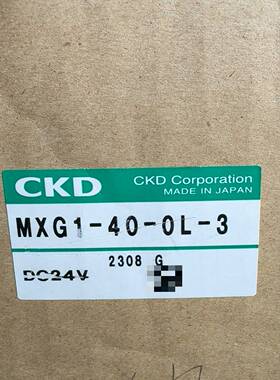 CKD
CKD Corporation
MADE IN JAPAN
MXG1-40-0L-3
2308 G
DC24V